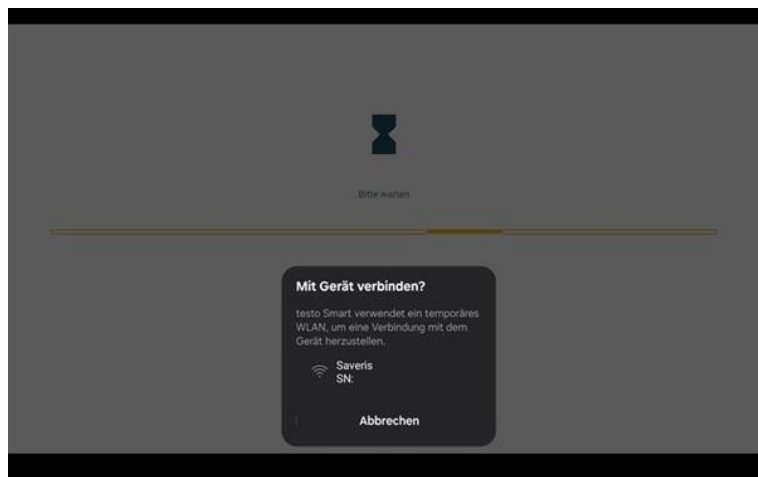 Bitte warten
Mit Gerät verbinden?
testo Smart verwendet ein temporäres
WLAN, um eine Verbindung mit dem
Gerät herzustellen.
Saveris
SN:
Abbrechen